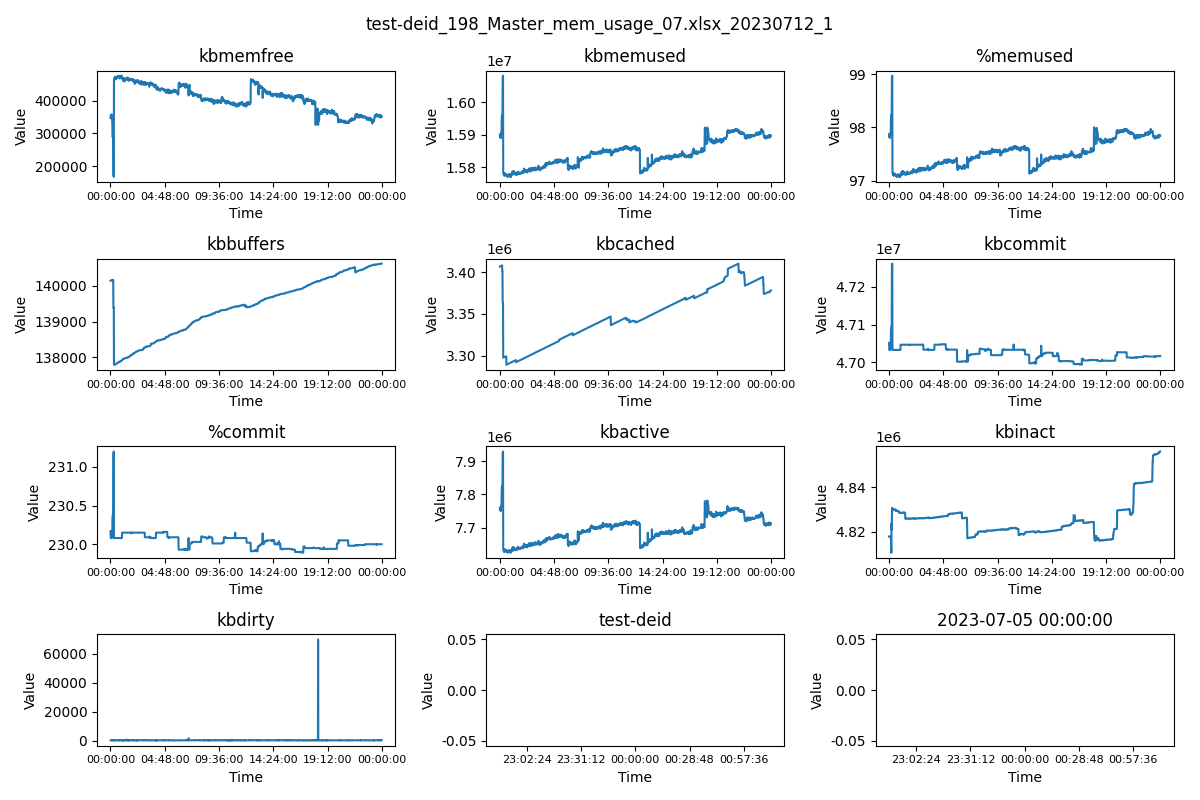 test-deid_198_Master_mem_usage_07.xlsx_20230712_1
kbmemfree
Value
400000
300000
200000
00:00:00 04:48:00 09:36:00 14:24:00 19:12:00 00:00:00
Time
kbmemused
1e7
Value
1.60
1.59
1.58
00:00:00 04:48:00 09:36:00 14:24:00 19:12:00 00:00:00
Time
%memused
Value
99
98
97
00:00:00 04:48:00 09:36:00 14:24:00 19:12:00 00:00:00
Time
kbbuffers
Value
140000
139000
138000
00:00:00 04:48:00 09:36:00 14:24:00 19:12:00 00:00:00
Time
kbcached
1e6
Value
3.40
3.35
3.30
00:00:00 04:48:00 09:36:00 14:24:00 19:12:00 00:00:00
Time
kbcommit
1e7
Value
4.72
4.71
4.70
00:00:00 04:48:00 09:36:00 14:24:00 19:12:00 00:00:00
Time
%commit
Value
231.0
230.5
230.0
00:00:00 04:48:00 09:36:00 14:24:00 19:12:00 00:00:00
Time
kbactive
1e6
Value
7.9
7.8
7.7
00:00:00 04:48:00 09:36:00 14:24:00 19:12:00 00:00:00
Time
kbinact
1e6
Value
4.84
4.82
00:00:00 04:48:00 09:36:00 14:24:00 19:12:00 00:00:00
Time
kbdirty
Value
60000
40000
20000
0
00:00:00 04:48:00 09:36:00 14:24:00 19:12:00 00:00:00
Time
test-deid
Value
0.05
0.00
-0.05
23:02:24 23:31:12 00:00:00 00:28:48 00:57:36
Time
2023-07-05 00:00:00
Value
0.05
0.00
-0.05
23:02:24 23:31:12 00:00:00 00:28:48 00:57:36
Time